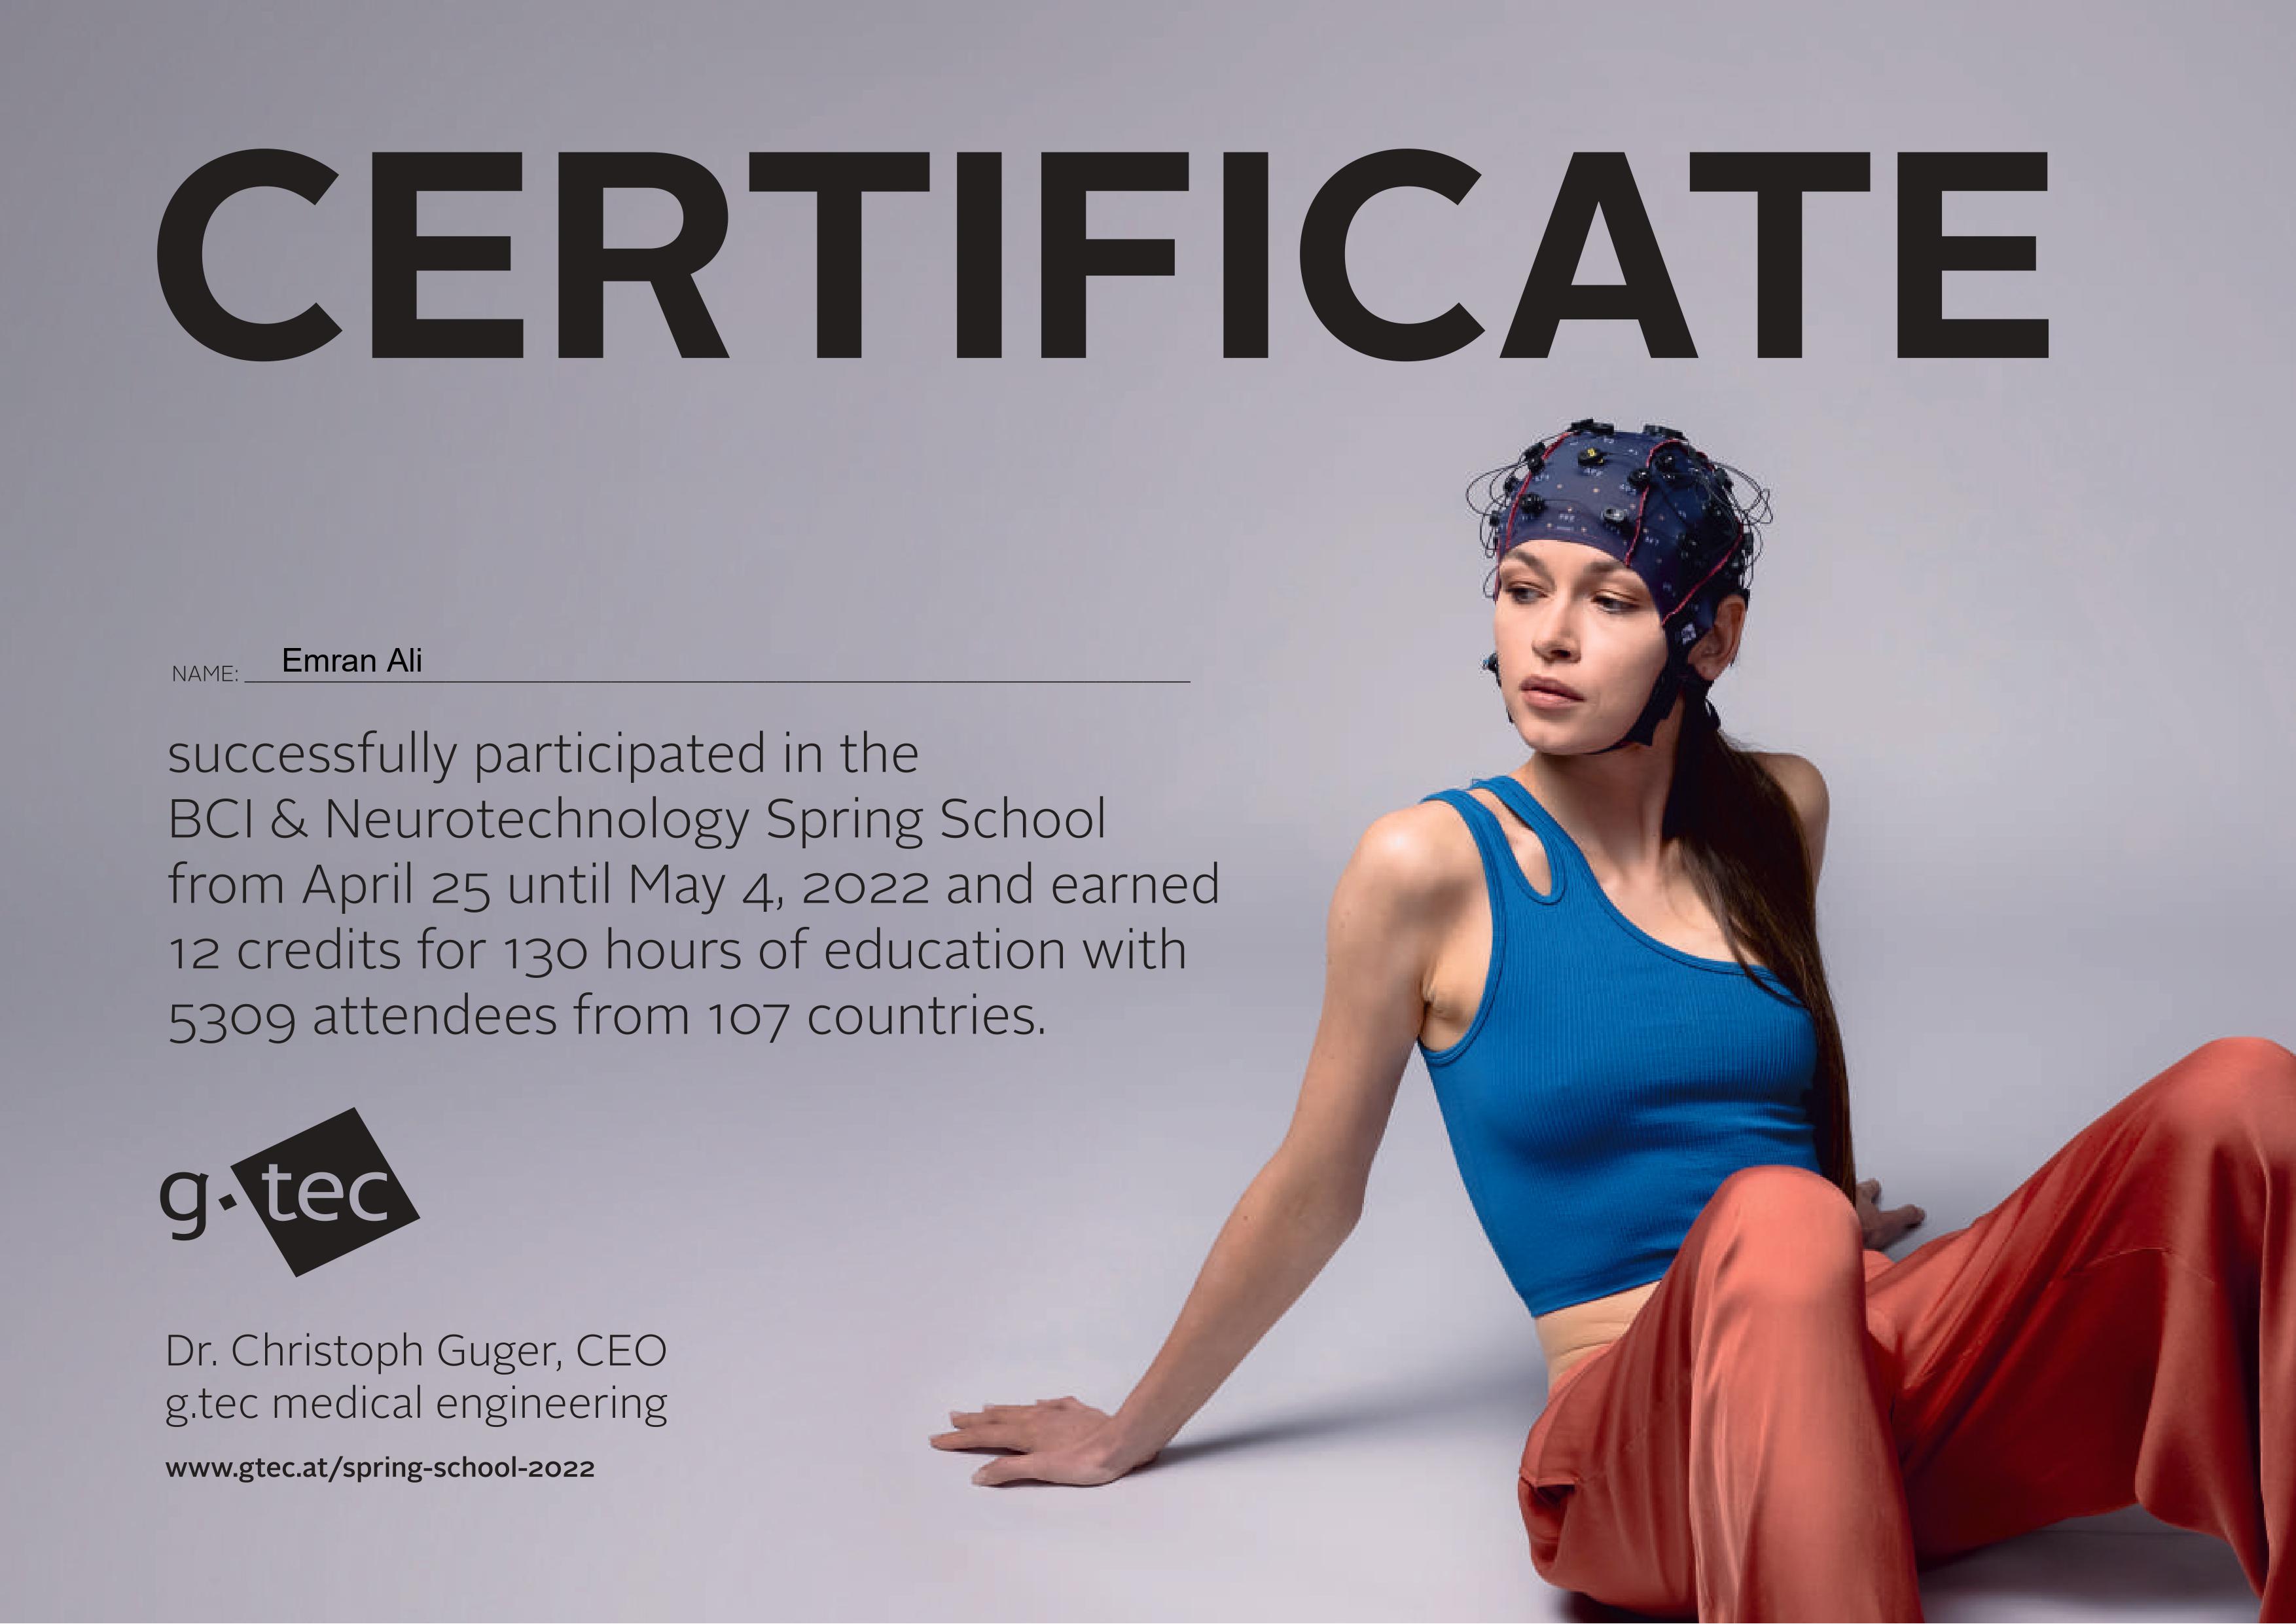 CERTIFICATE
NAME: Emran Ali
successfully participated in the
BCI & Neurotechnology Spring School
from April 25 until May 4, 2022 and earned
12 credits for 130 hours of education with
5309 attendees from 107 countries.
g.tec
Dr. Christoph Guger, CEO
g.tec medical engineering
www.gtec.at/spring-school-2022